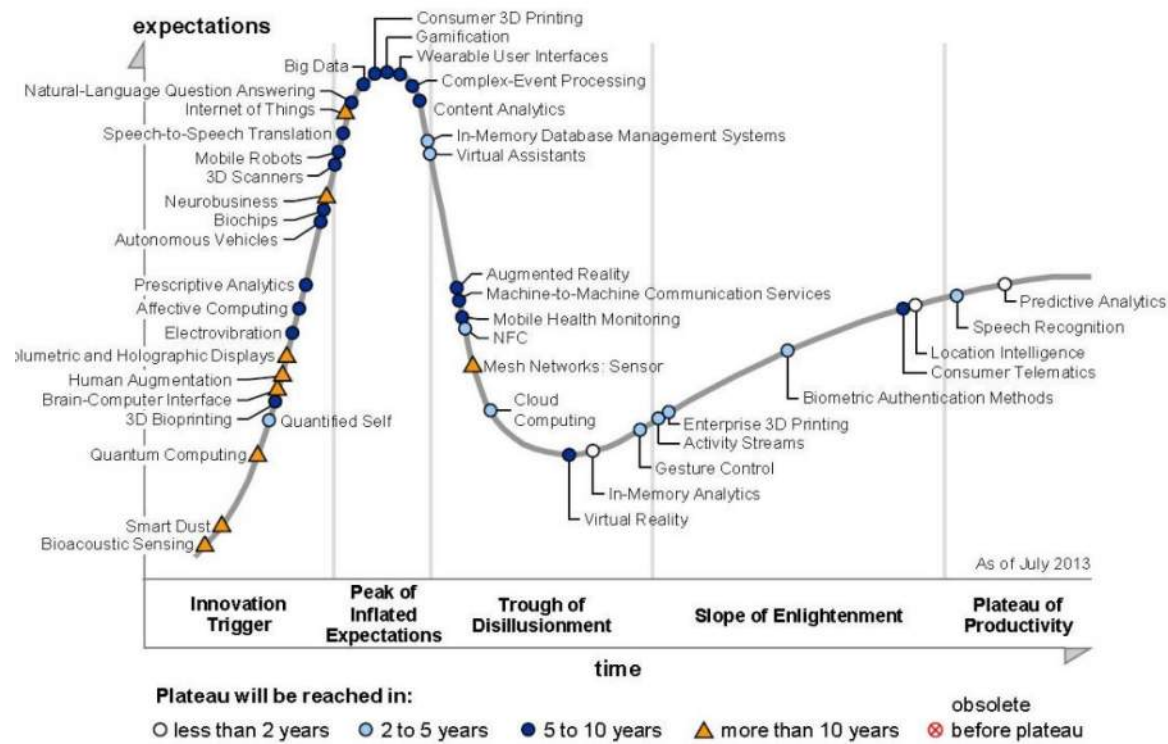 expectations
Consumer 3D Printing
Gamification
Wearable User Interfaces
Big Data
Complex-Event Processing
Natural-Language Question Answering
Internet of Things
Content Analytics
Speech-to-Speech Translation
In-Memory Database Management Systems
Mobile Robots
Virtual Assistants
3D Scanners
Neurobusiness
Biochips
Autonomous Vehicles
Augmented Reality
Prescriptive Analytics
Machine-to-Machine Communication Services
Predictive Analytics
Affective Computing
Mobile Health Monitoring
Speech Recognition
Electrovibration
NFC
olumetric and Holographic Displays
Location Intelligence
Mesh Networks: Sensor
Consumer Telematics
Human Augmentation
Brain-Computer Interface
Biometric Authentication Methods
Cloud
Computing
3D Bioprinting
Quantified Self
Enterprise 3D Printing
Activity Streams
Quantum Computing
Gesture Control
In-Memory Analytics
Virtual Reality
Smart Dust
Bioacoustic Sensing
As of July 2013
Innovation
Trigger
Peak of
Inflated
Expectations
Trough of
Disillusionment
Slope of Enlightenment
Plateau of
Productivity
time
Plateau will be reached in:
less than 2 years
2 to 5 years
5 to 10 years
more than 10 years
obsolete
before plateau